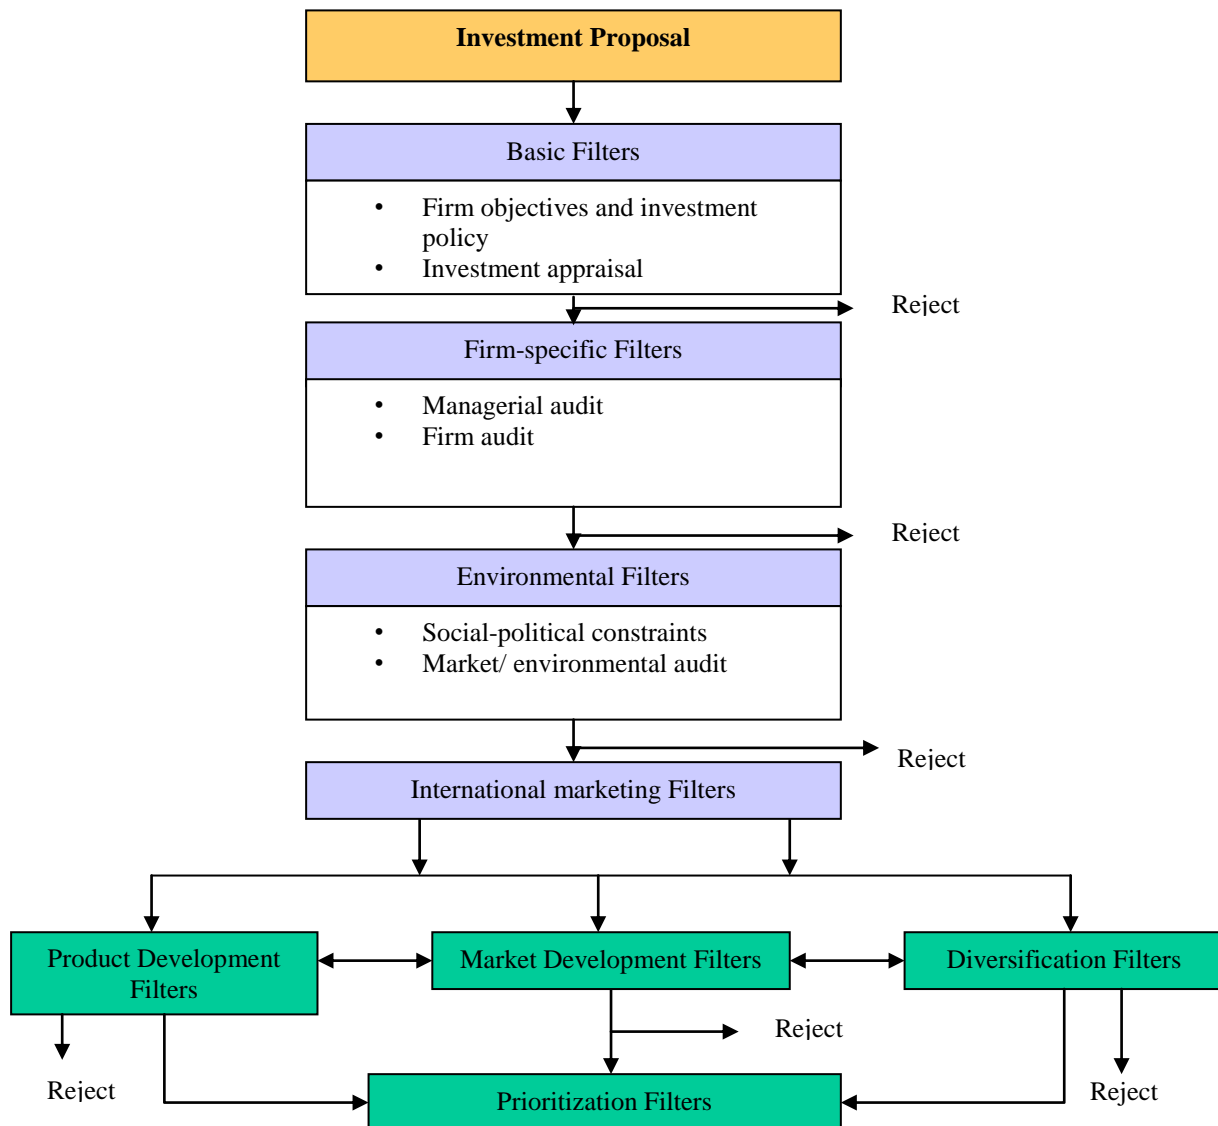 Investment Proposal
Basic Filters
• Firm objectives and investment
policy
• Investment appraisal
Reject
Firm-specific Filters
• Managerial audit
• Firm audit
Reject
Environmental Filters
• Social-political constraints
• Market/ environmental audit
Reject
International marketing Filters
Product Development
Filters
Market Development Filters
Diversification Filters
Reject
Reject
Reject
Prioritization Filters